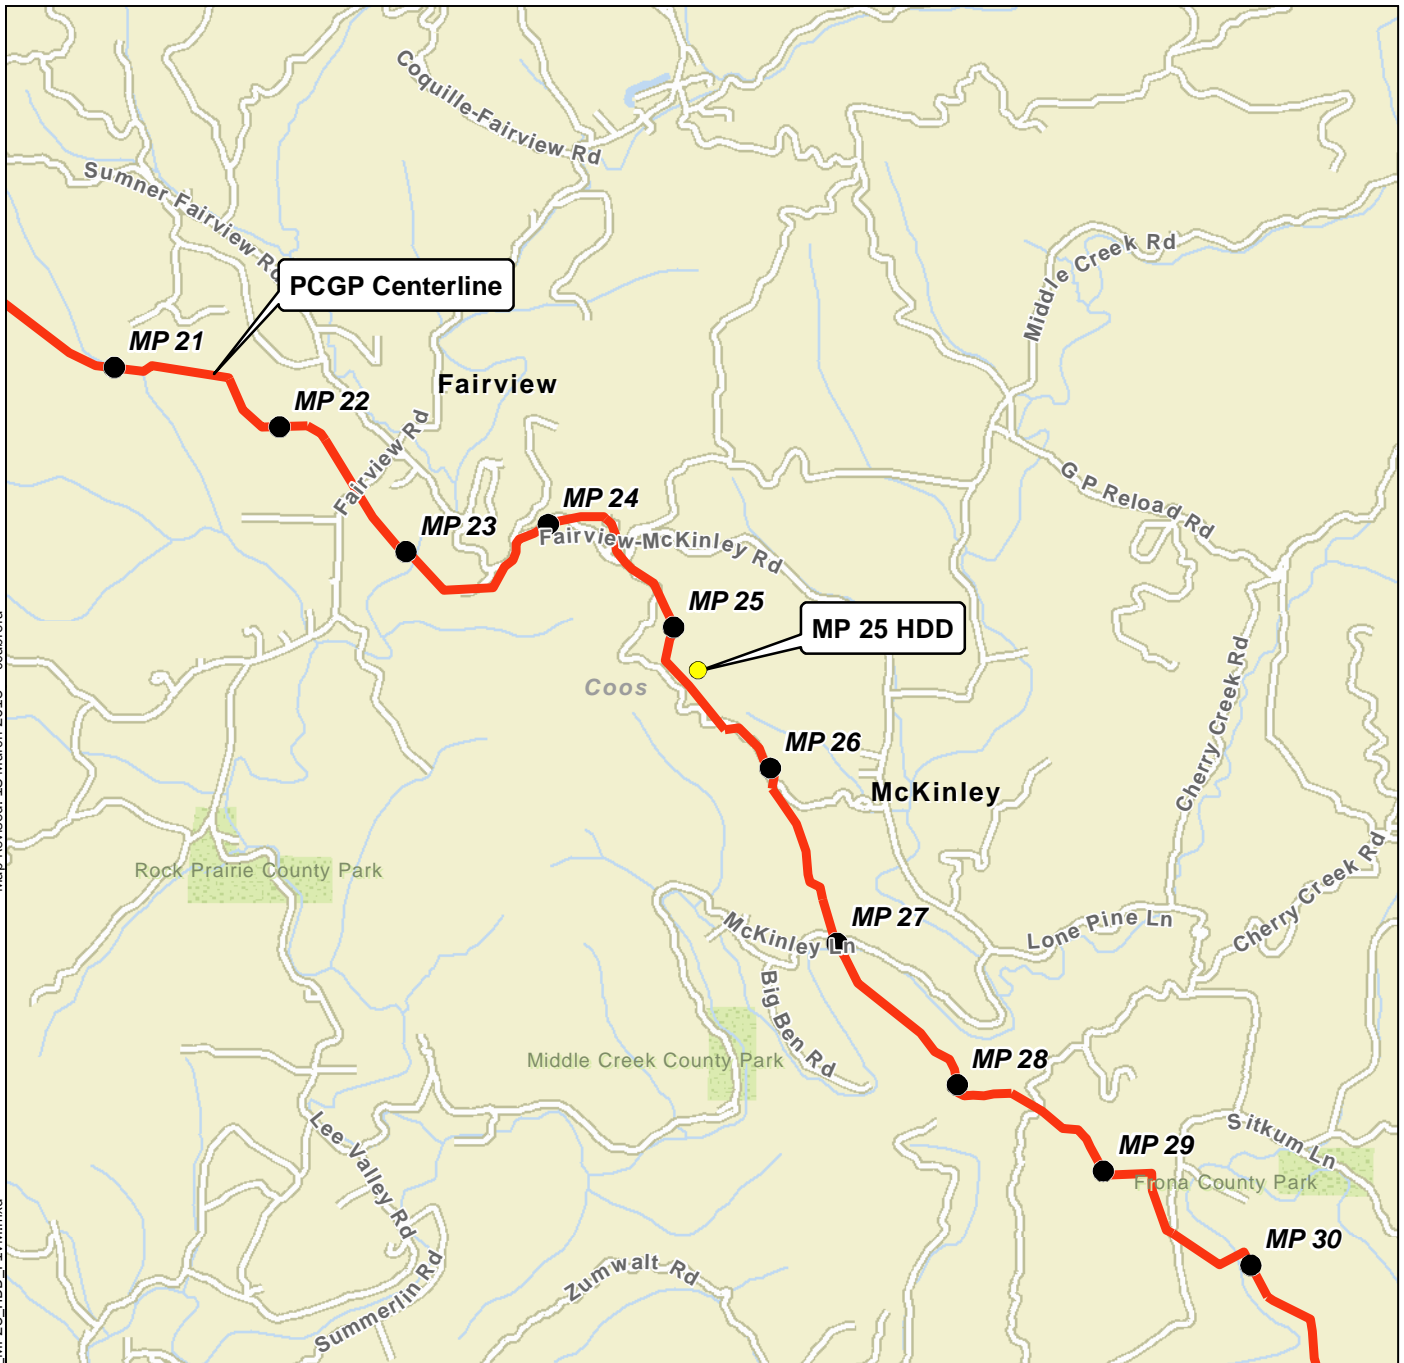 Coquille-Fairview Rd
Sumner Fairview Rd
Middle Creek Rd
PCGP Centerline
MP 21
Fairview
MP 22
Fairview Rd
G P Reload Rd
MP 24
MP 23
Fairview-McKinley Rd
MP 25
MP 25 HDD
Coos
Cherry Creek Rd
MP 26
McKinley
Rock Prairie County Park
Cherry Creek Rd
MP 27
McKinley Ln
Lone Pine Ln
Big Ben Rd
Middle Creek County Park
MP 28
Lee Valley Rd
Sitkum Ln
MP 29
Frona County Park
MP 30
Zumwalt Rd
Summerlin Rd